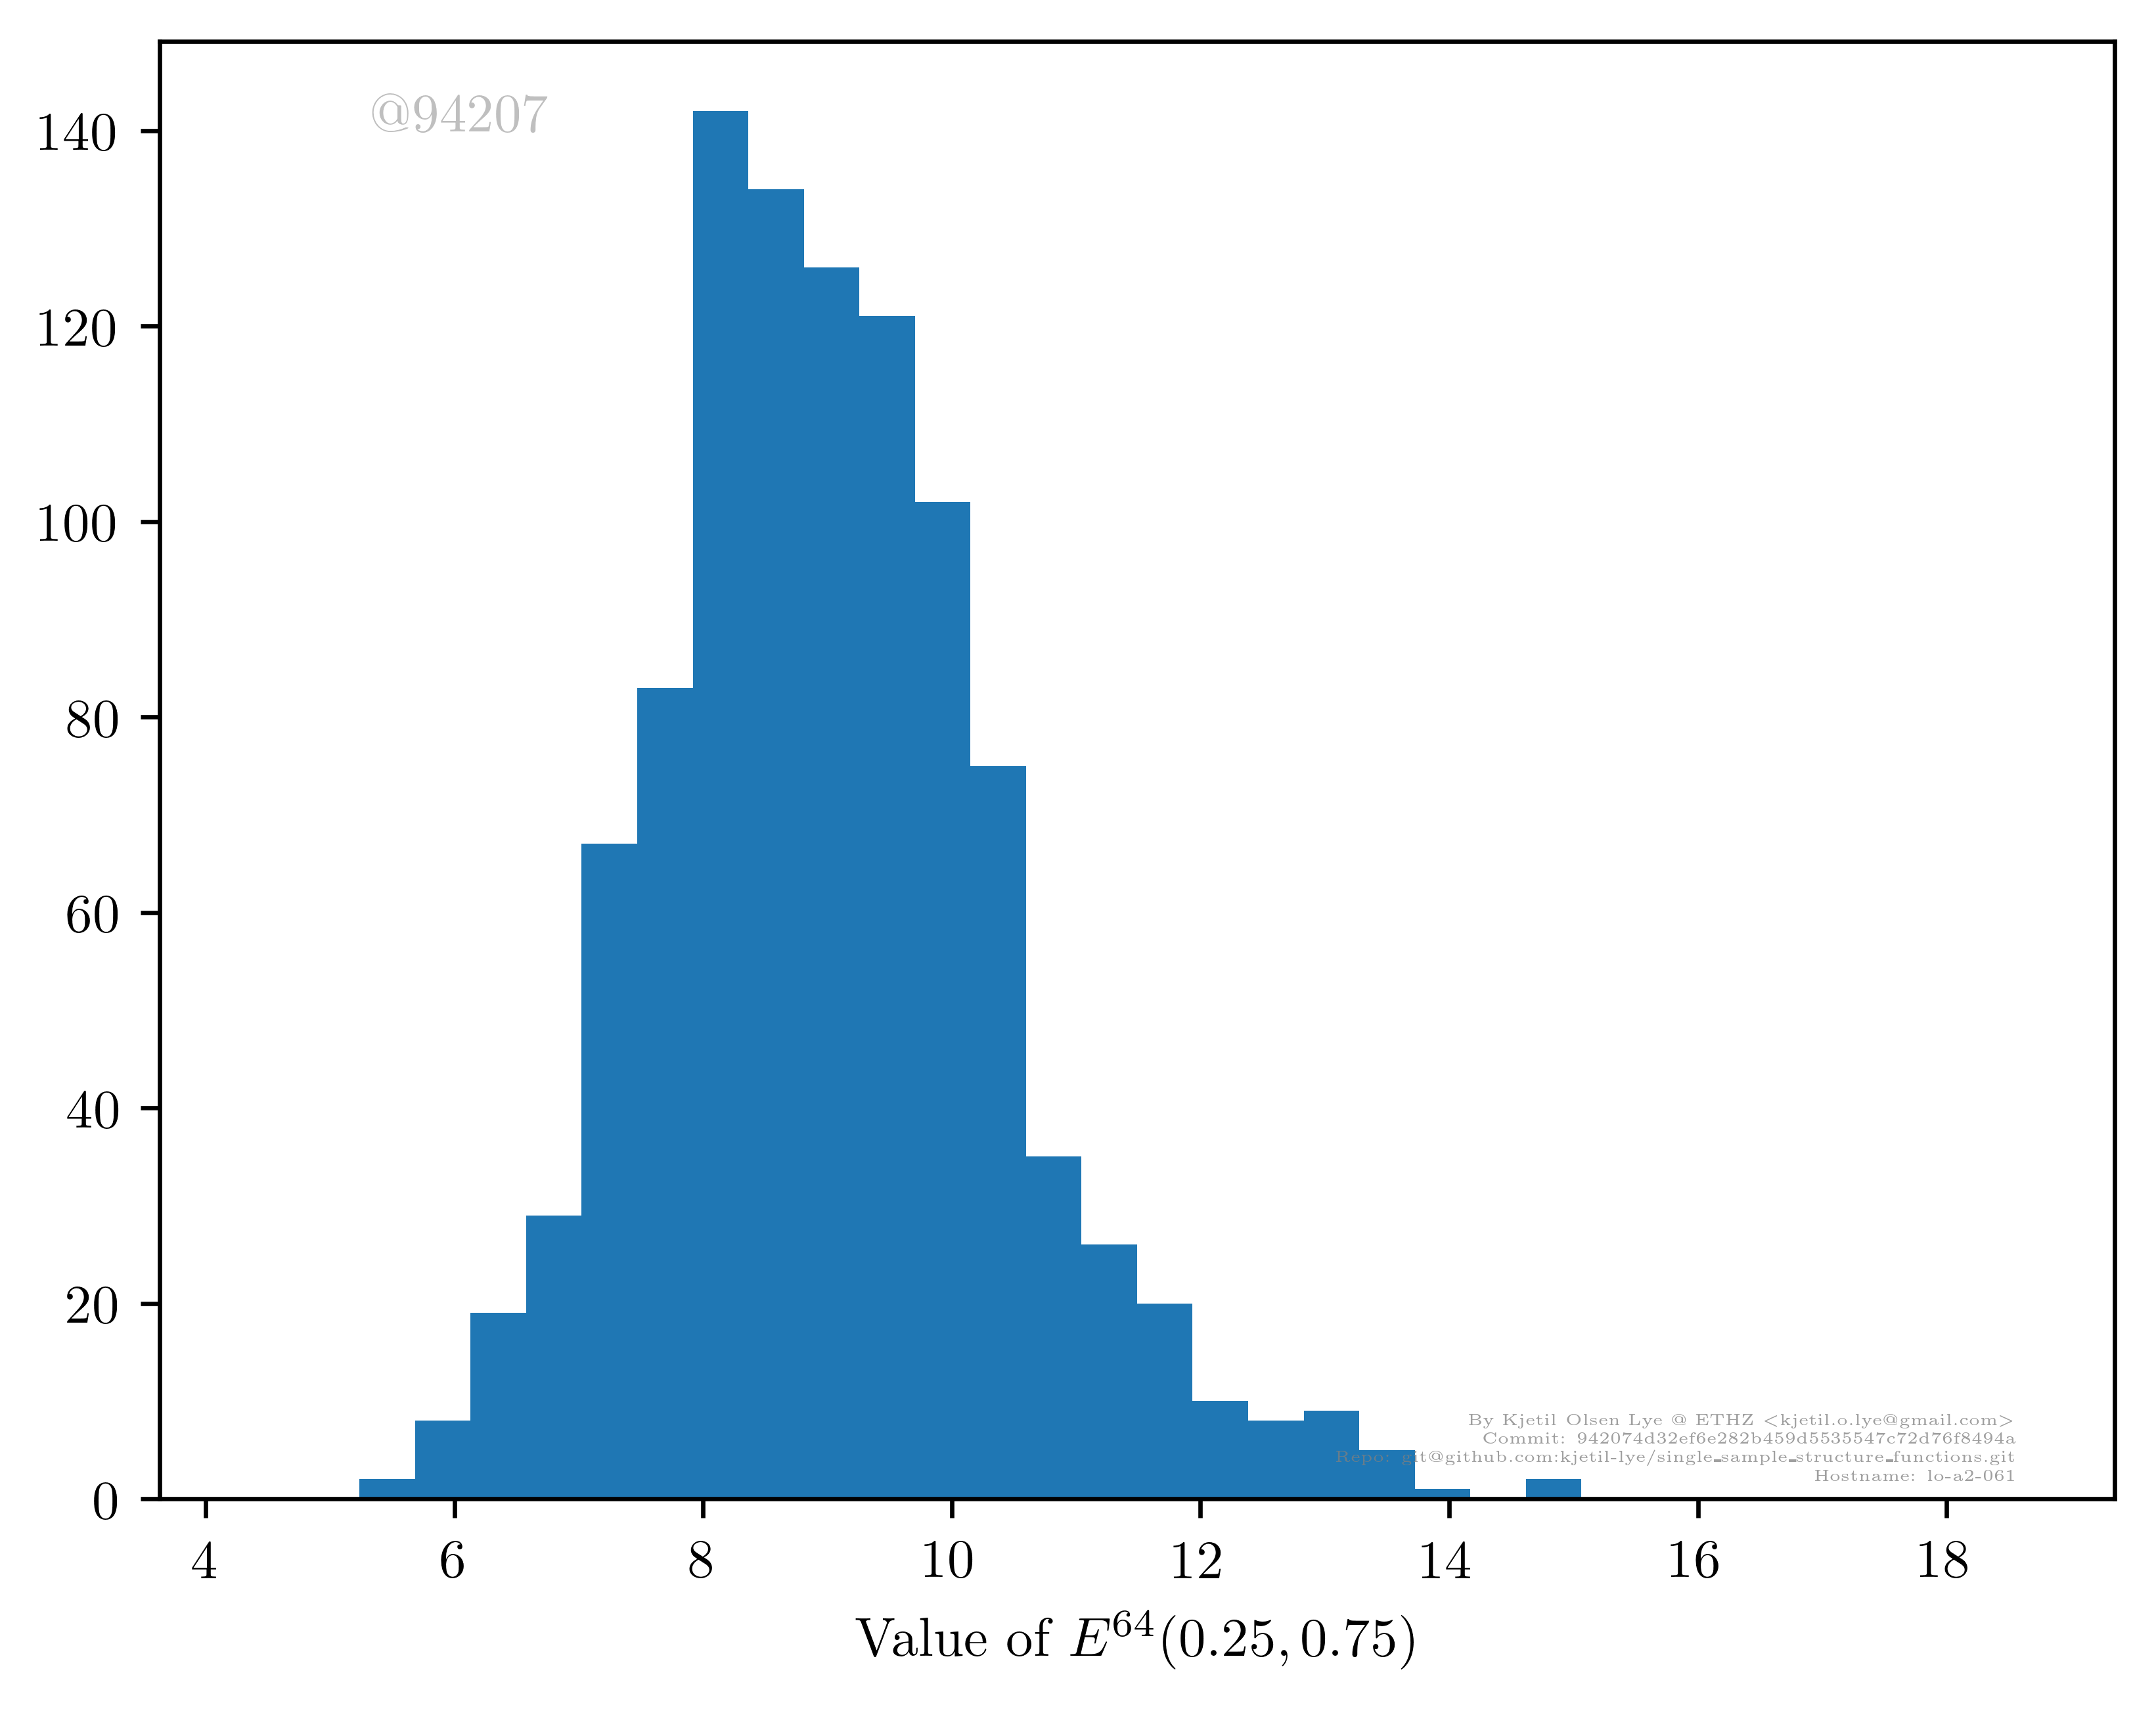 @94207
140
120
100
80
60
40
20
0
By Kjetil Olsen Lye @ ETHZ <kjetil.o.lye@gmail.com>
Commit: 942074d32ef6e282b459d5535547c72d76f8494a
Repo: git@github.com:kjetil-lye/single_sample_structure_functions.git
Hostname: lo-a2-061
4 6 8 10 12 14 16 18
Value of E⁶⁴(0.25, 0.75)